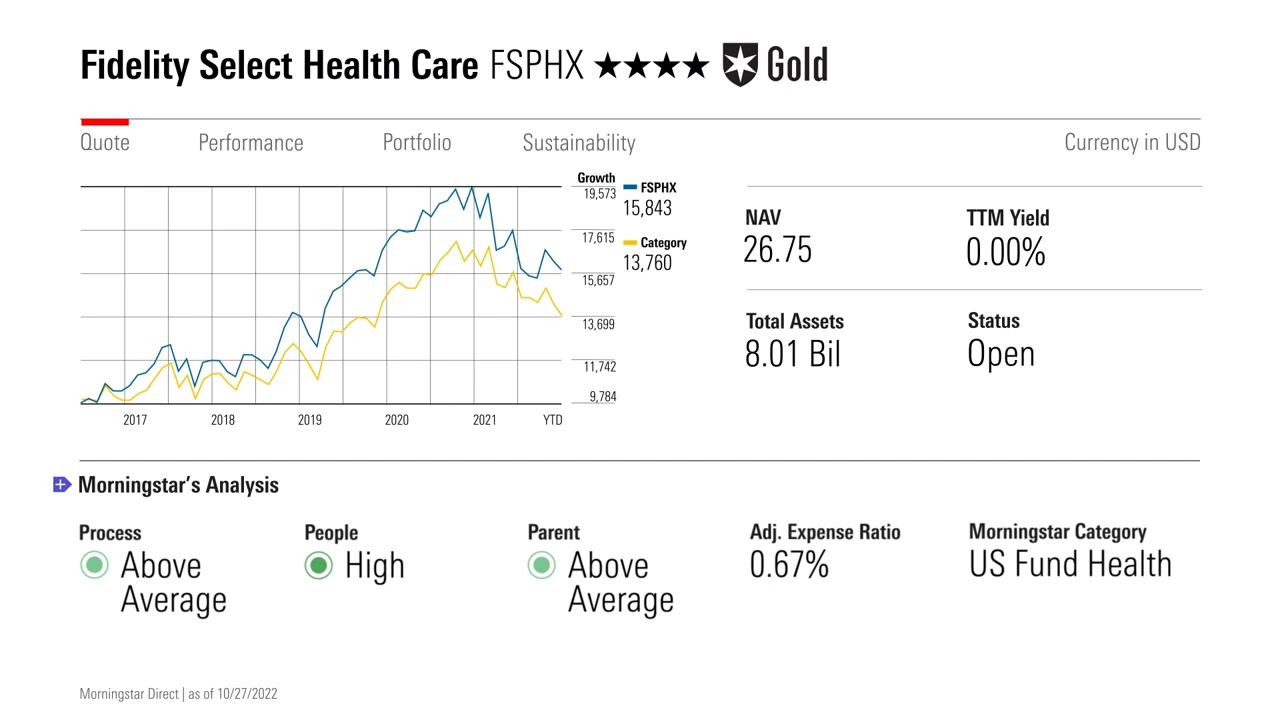 Fidelity Select Health Care FSPHX ★★★★ Gold
Quote Performance Portfolio Sustainability Currency in USD
Growth
19,573
17,615
15,657
13,699
11,742
9,784
FSPHX
15,843
Category
13,760
2017 2018 2019 2020 2021 YTD
NAV
26.75
TTM Yield
0.00%
Total Assets
8.01 Bil
Status
Open
Morningstar’s Analysis
Process
Above
Average
People
High
Parent
Above
Average
Adj. Expense Ratio
0.67%
Morningstar Category
US Fund Health
Morningstar Direct | as of 10/27/2022